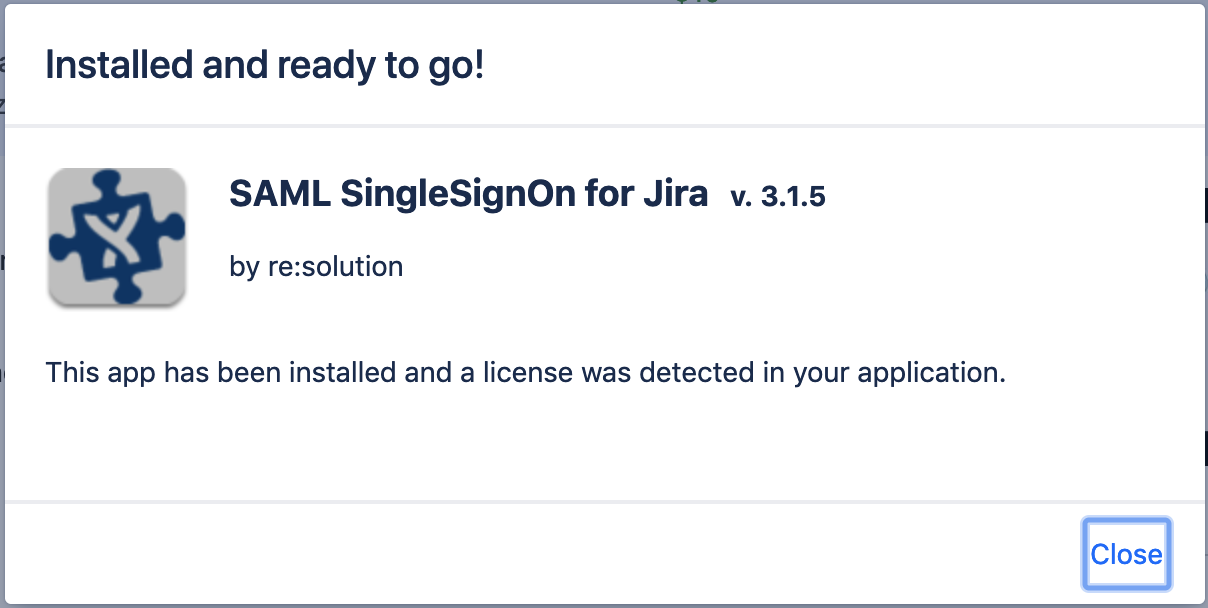 Installed and ready to go!
SAML SingleSignOn for Jira v. 3.1.5
by re:solution
This app has been installed and a license was detected in your application.
Close